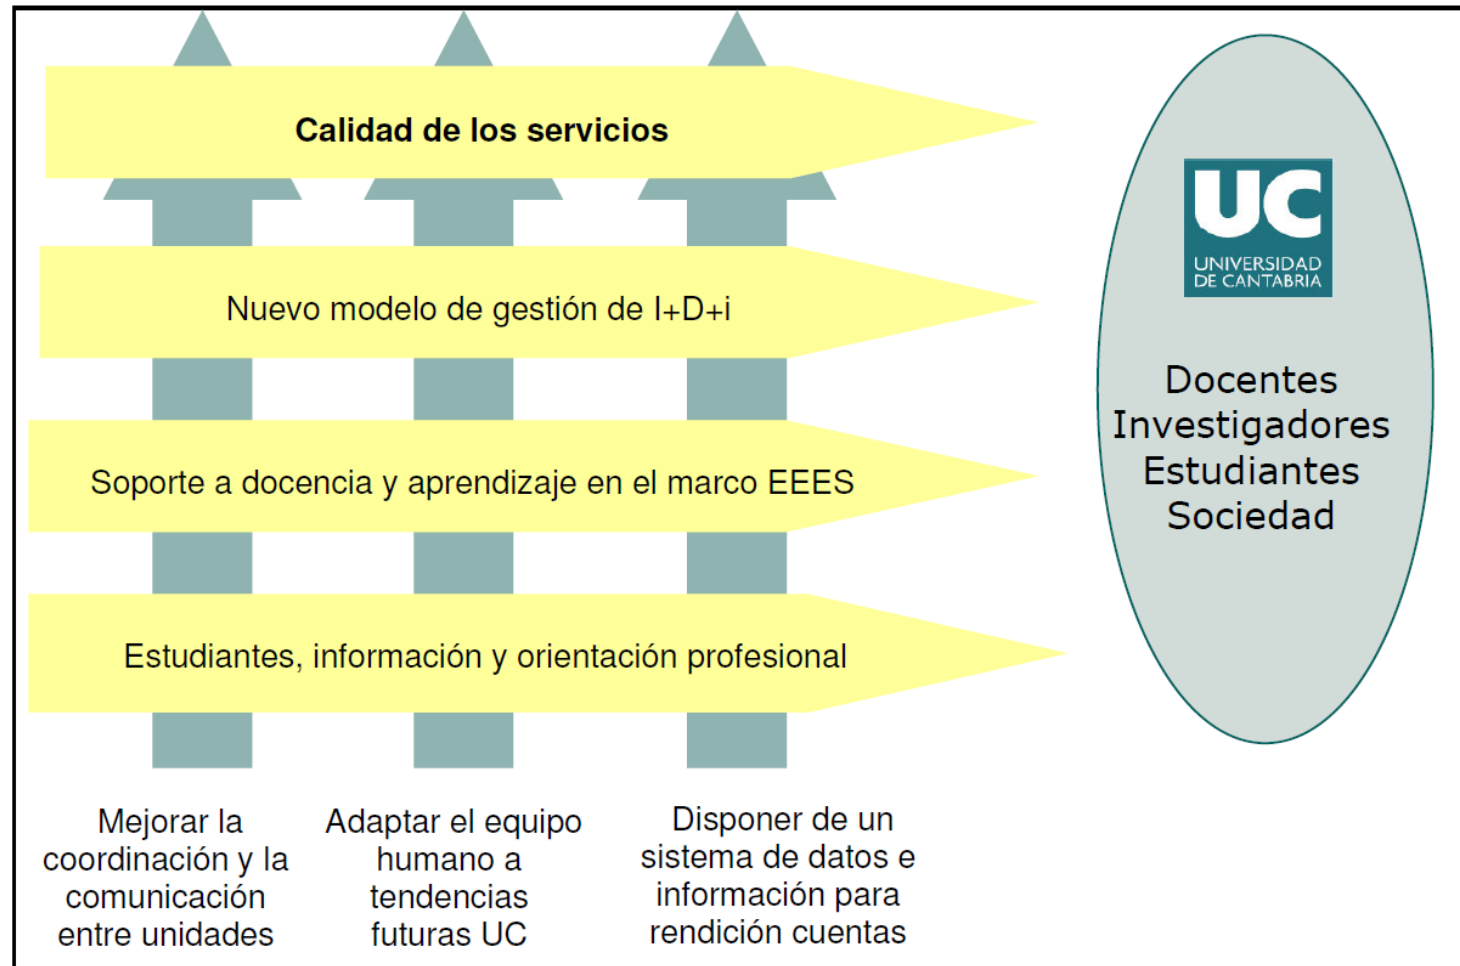 Calidad de los servicios
Nuevo modelo de gestión de I+D+i
Soporte a docencia y aprendizaje en el marco EEES
Estudiantes, información y orientación profesional
Mejorar la
coordinación y la
comunicación
entre unidades
Adaptar el equipo
humano a
tendencias
futuras UC
Disponer de un
sistema de datos e
información para
rendición cuentas
UC
UNIVERSIDAD
DE CANTABRIA
Docentes
Investigadores
Estudiantes
Sociedad